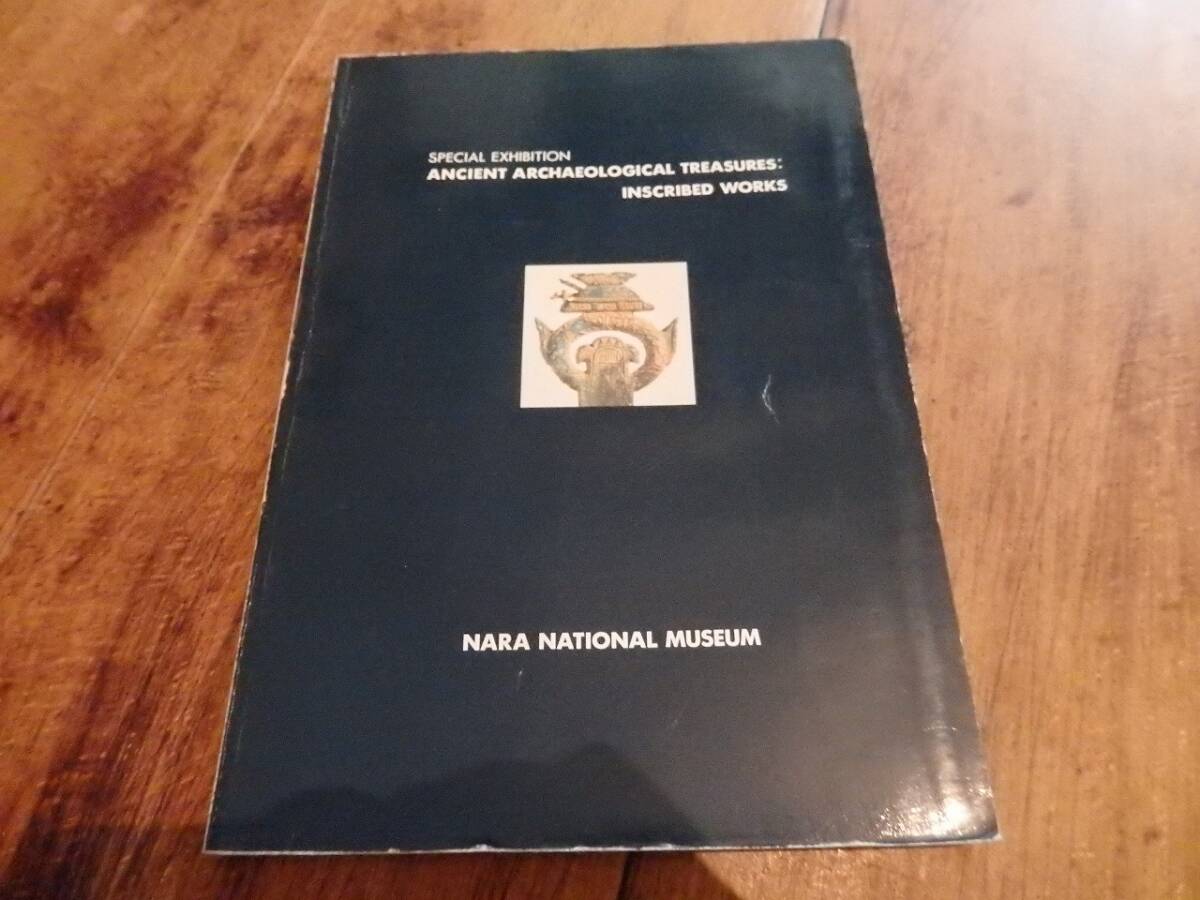 SPECIAL EXHIBITION
ANCIENT ARCHAEOLOGICAL TREASURES:
INSCRIBED WORKS
NARA NATIONAL MUSEUM